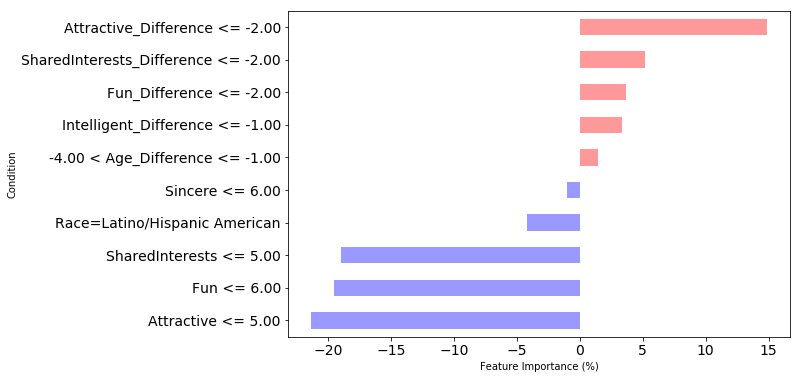 Attractive_Difference <= -2.00
SharedInterests_Difference <= -2.00
Fun_Difference <= -2.00
Intelligent_Difference <= -1.00
-4.00 < Age_Difference <= -1.00
Sincere <= 6.00
Race=Latino/Hispanic American
SharedInterests <= 5.00
Fun <= 6.00
Attractive <= 5.00
Condition
−20 −15 −10 −5 0 5 10 15
Feature Importance (%)